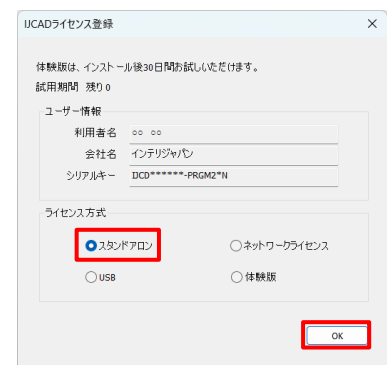 IJCADライセンス登録
体験版は、インストール後30日間お試しいただけます。
試用期間 残り 0
ユーザー情報
利用者名 ○○ ○○
会社名 インテリジャパン
シリアルキー IJCD******-PRGM2*N
ライセンス方式
スタンドアロン ネットワークライセンス
USB 体験版
OK